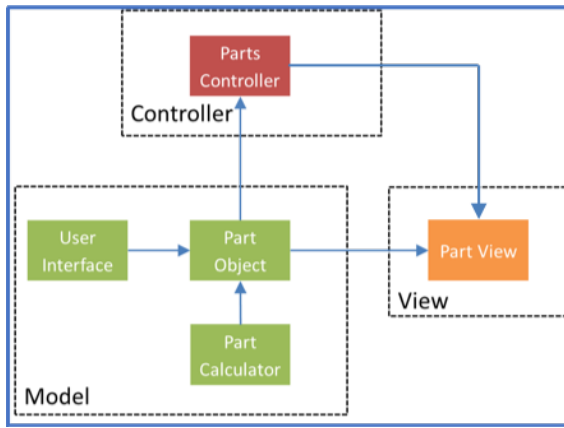 Parts
Controller
Controller
User
Interface
Part
Object
Part View
View
Part
Calculator
Model